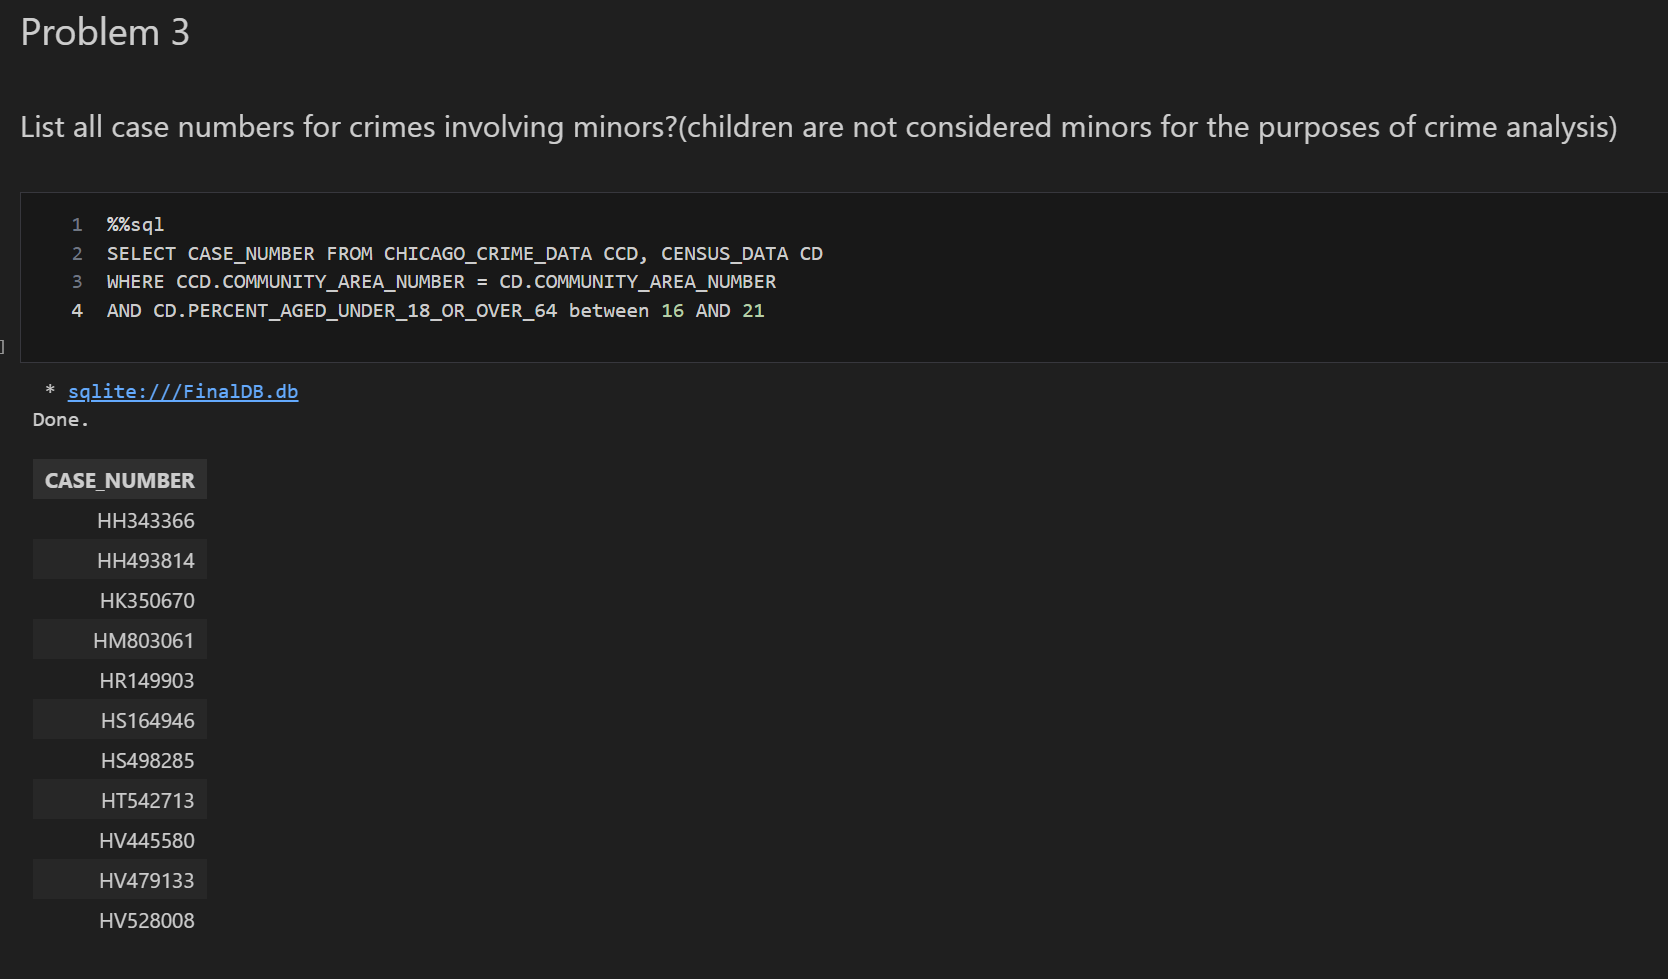 Problem 3
List all case numbers for crimes involving minors?(children are not considered minors for the purposes of crime analysis)
1 %%sql
2 SELECT CASE_NUMBER FROM CHICAGO_CRIME_DATA CCD, CENSUS_DATA CD
3 WHERE CCD.COMMUNITY_AREA_NUMBER = CD.COMMUNITY_AREA_NUMBER
4 AND CD.PERCENT_AGED_UNDER_18_OR_OVER_64 between 16 AND 21
]
* sqlite:///FinalDB.db
Done.
CASE_NUMBER
HH343366
HH493814
HK350670
HM803061
HR149903
HS164946
HS498285
HT542713
HV445580
HV479133
HV528008